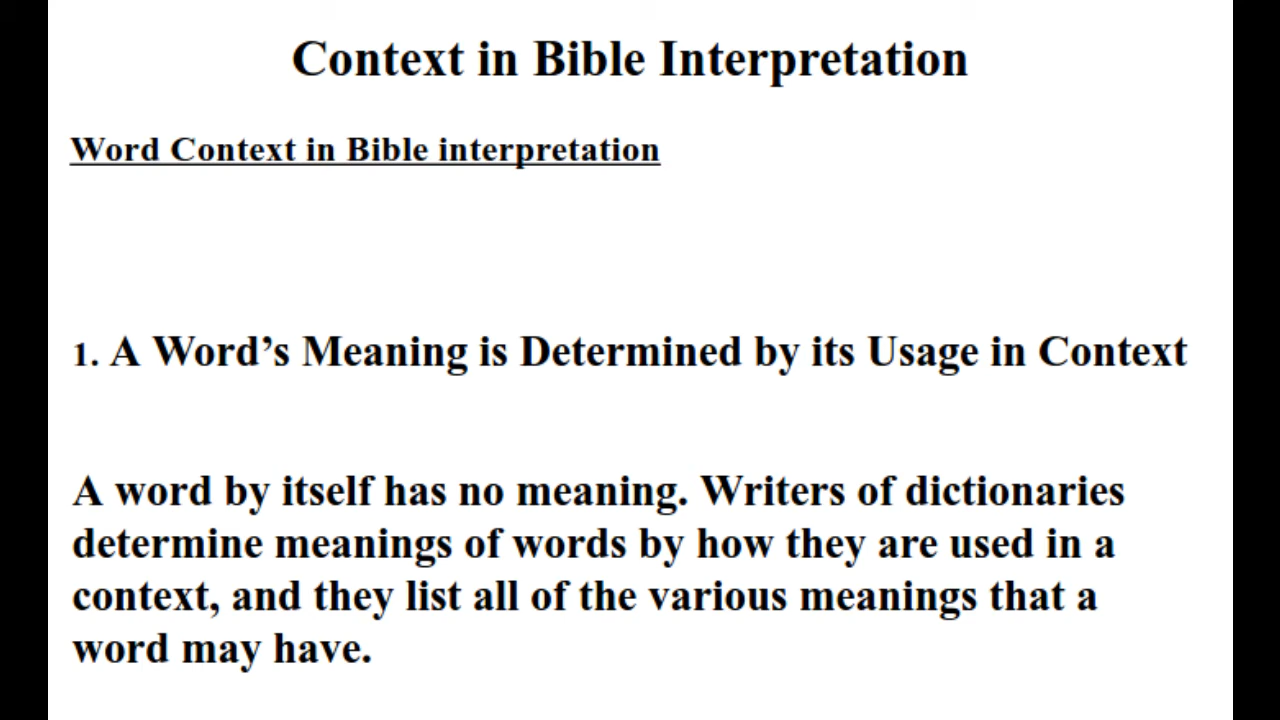 Context in Bible Interpretation
Word Context in Bible interpretation
1. A Word’s Meaning is Determined by its Usage in Context
A word by itself has no meaning. Writers of dictionaries
determine meanings of words by how they are used in a
context, and they list all of the various meanings that a
word may have.